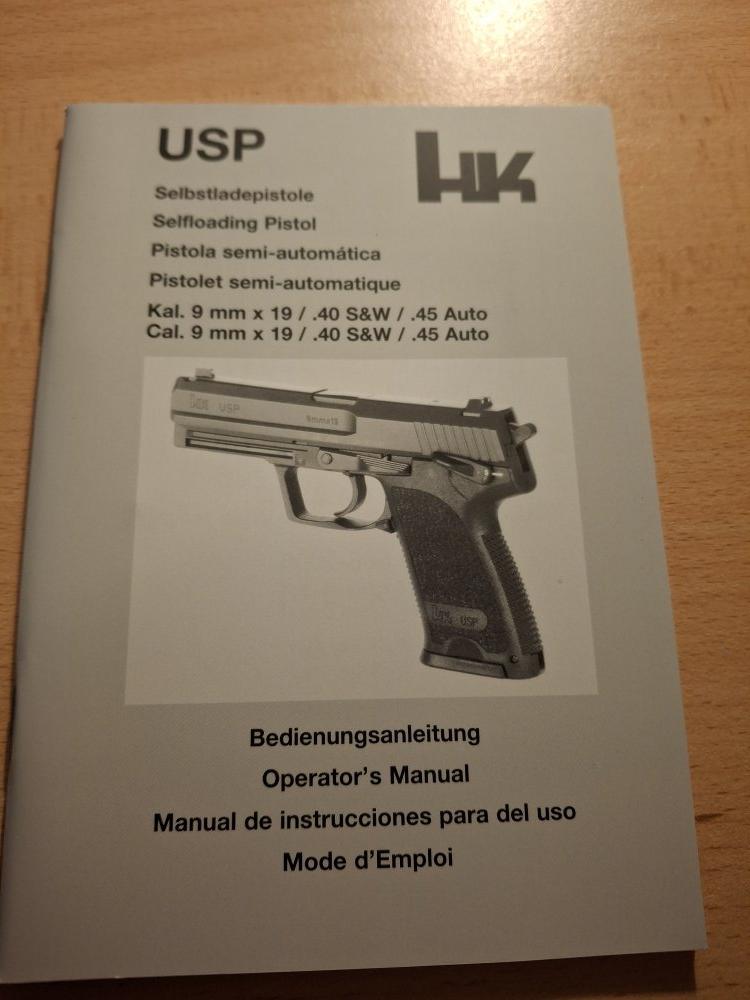 USP
HK
Selbstladepistole
Selfloading Pistol
Pistola semi-automática
Pistolet semi-automatique
Kal. 9 mm x 19 / .40 S&W / .45 Auto
Cal. 9 mm x 19 / .40 S&W / .45 Auto
HK USP
9mmx19
HK USP
Bedienungsanleitung
Operator's Manual
Manual de instrucciones para del uso
Mode d'Emploi